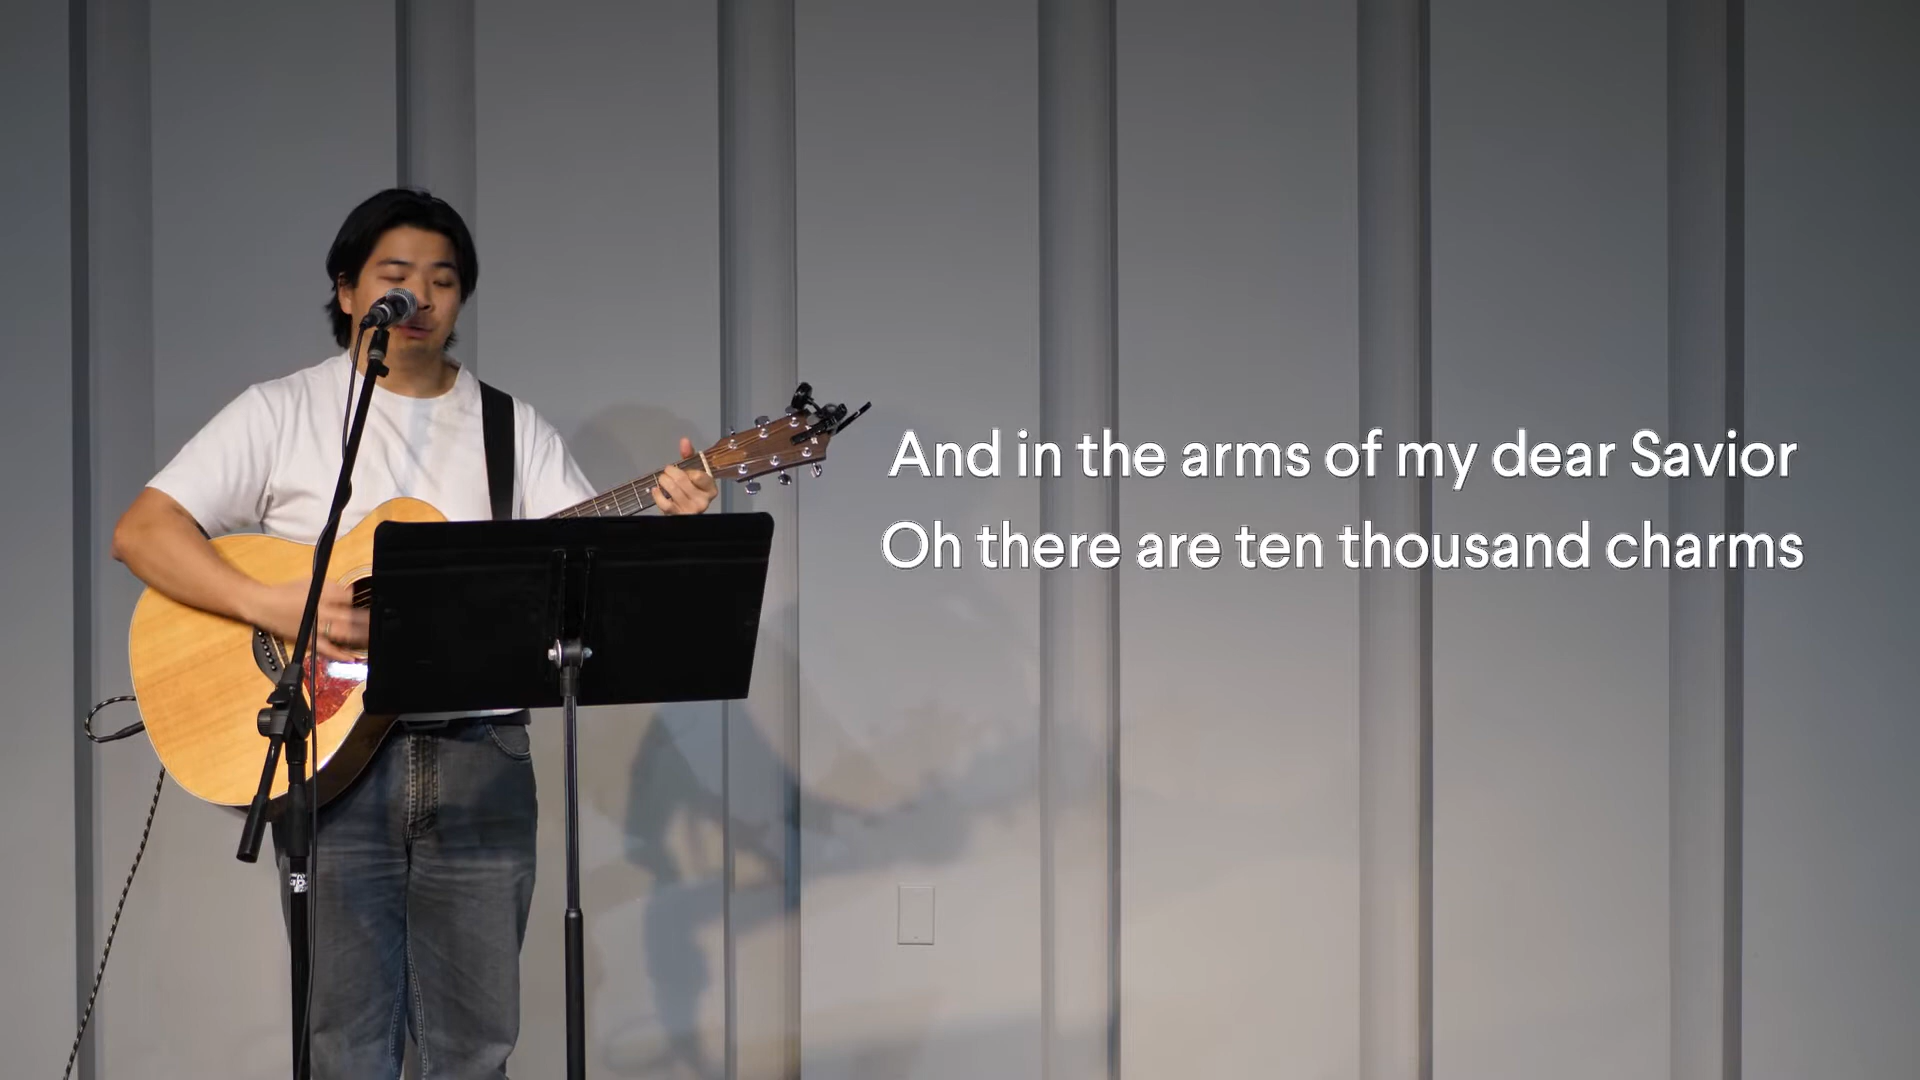 And in the arms of my dear Savior
Oh there are ten thousand charms